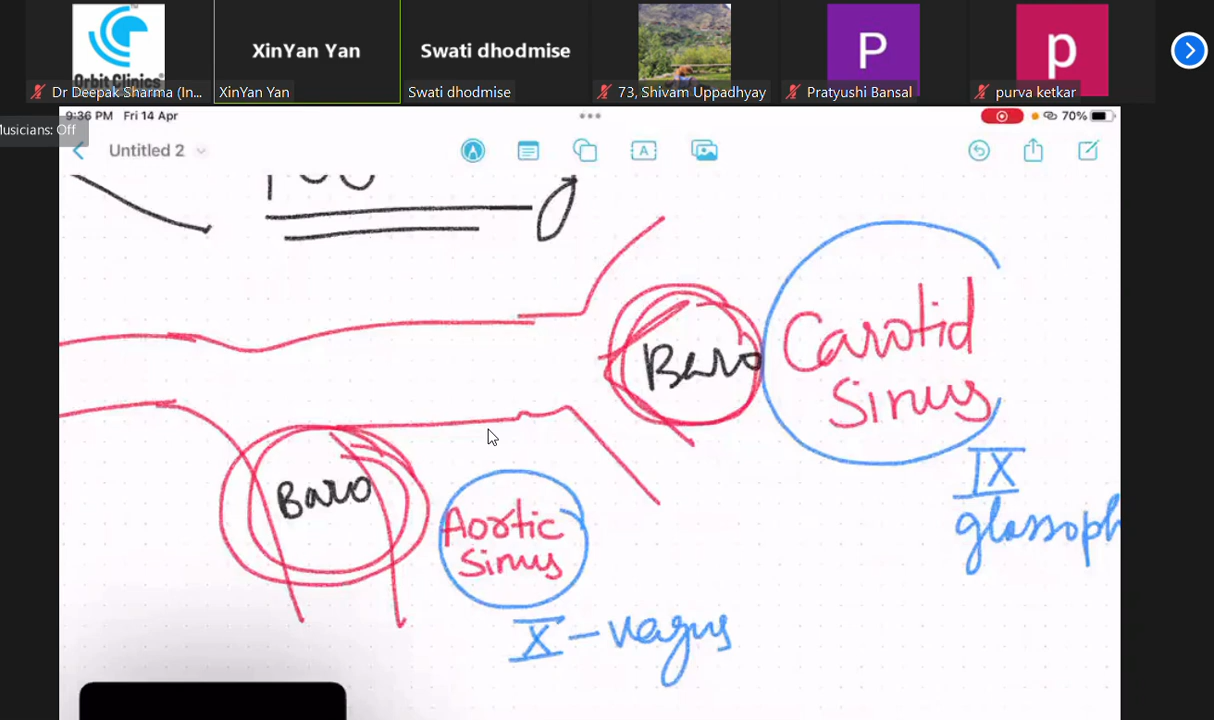 Orbit Clinics
XinYan Yan
Swati dhodmise
P
p
Dr Deepak Sharma (In...
XinYan Yan
Swati dhodmise
73, Shivam Uppadhyay
Pratyushi Bansal
purva ketkar
9:36 PM Fri 14 Apr
70%
Musicians: Off
Untitled 2
A
Baro
Carotid
Sinus
IX
glossoph
Baro
Aortic
Sinus
X - vagus